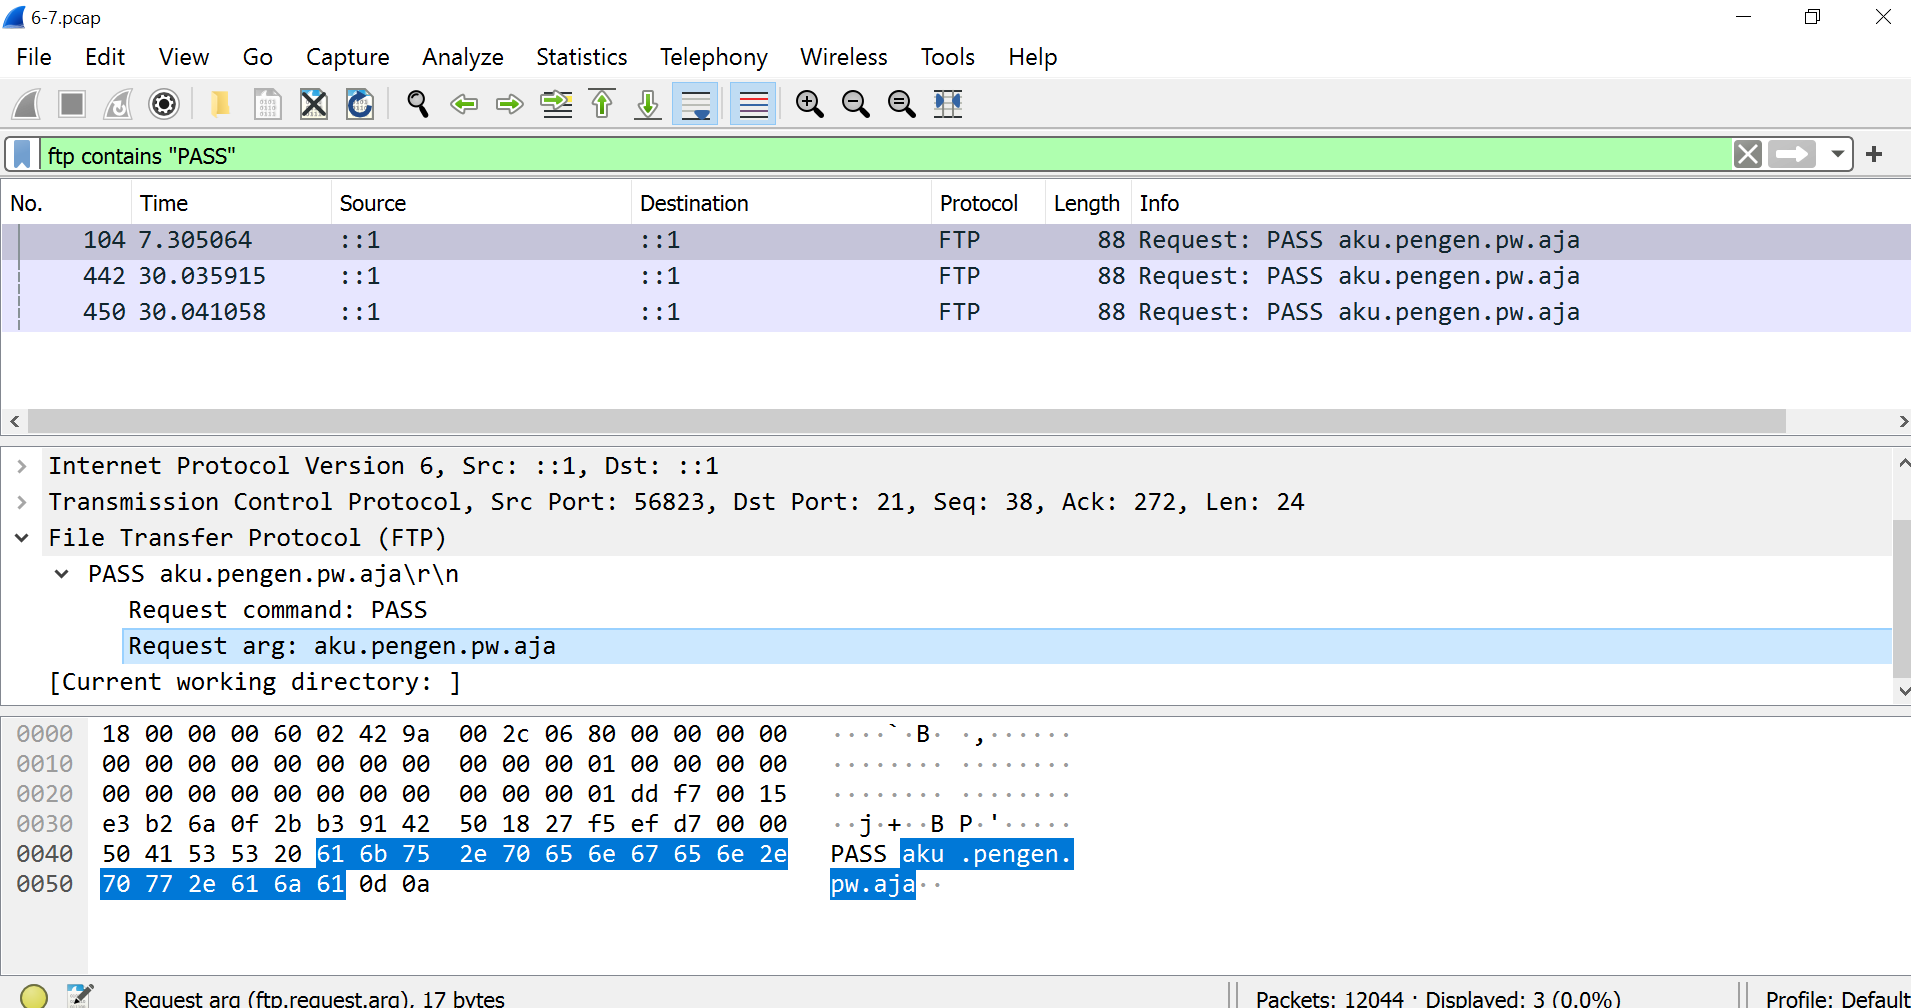 6-7.pcap
File Edit View Go Capture Analyze Statistics Telephony Wireless Tools Help
ftp contains "PASS"
No. Time Source Destination Protocol Length Info
104 7.305064 ::1 ::1 FTP 88 Request: PASS aku.pengen.pw.aja
442 30.035915 ::1 ::1 FTP 88 Request: PASS aku.pengen.pw.aja
450 30.041058 ::1 ::1 FTP 88 Request: PASS aku.pengen.pw.aja
Internet Protocol Version 6, Src: ::1, Dst: ::1
Transmission Control Protocol, Src Port: 56823, Dst Port: 21, Seq: 38, Ack: 272, Len: 24
File Transfer Protocol (FTP)
PASS aku.pengen.pw.aja\r\n
Request command: PASS
Request arg: aku.pengen.pw.aja
[Current working directory: ]
0000 18 00 00 00 60 02 42 9a 00 2c 06 80 00 00 00 00 ····`·B· ·,······
0010 00 00 00 00 00 00 00 00 00 00 00 01 00 00 00 00 ········ ········
0020 00 00 00 00 00 00 00 00 00 00 00 01 dd f7 00 15 ········ ········
0030 e3 b2 6a 0f 2b b3 91 42 50 18 27 f5 ef d7 00 00 ··j·+··B P·'·····
0040 50 41 53 53 20 61 6b 75 2e 70 65 6e 67 65 6e 2e PASS aku .pengen.
0050 70 77 2e 61 6a 61 0d 0a pw.aja··
Request arg (ftp.request.arg), 17 bytes Packets: 12044 · Displayed: 3 (0.0%) Profile: Default